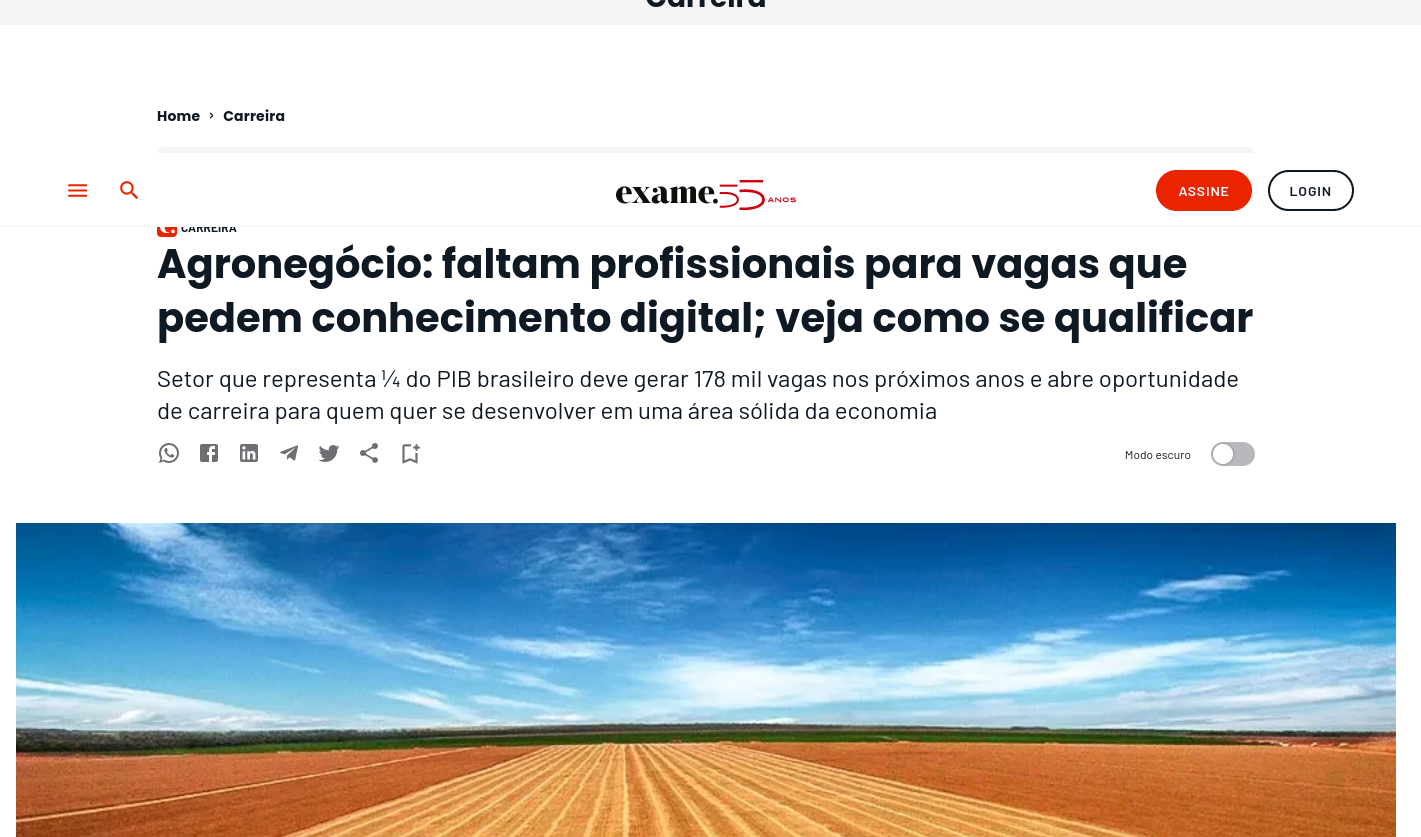 Carreira
Home › Carreira
exame. 55 ANOS
ASSINE
LOGIN
CARREIRA
Agronegócio: faltam profissionais para vagas que
pedem conhecimento digital; veja como se qualificar
Setor que representa ¼ do PIB brasileiro deve gerar 178 mil vagas nos próximos anos e abre oportunidade
de carreira para quem quer se desenvolver em uma área sólida da economia
Modo escuro